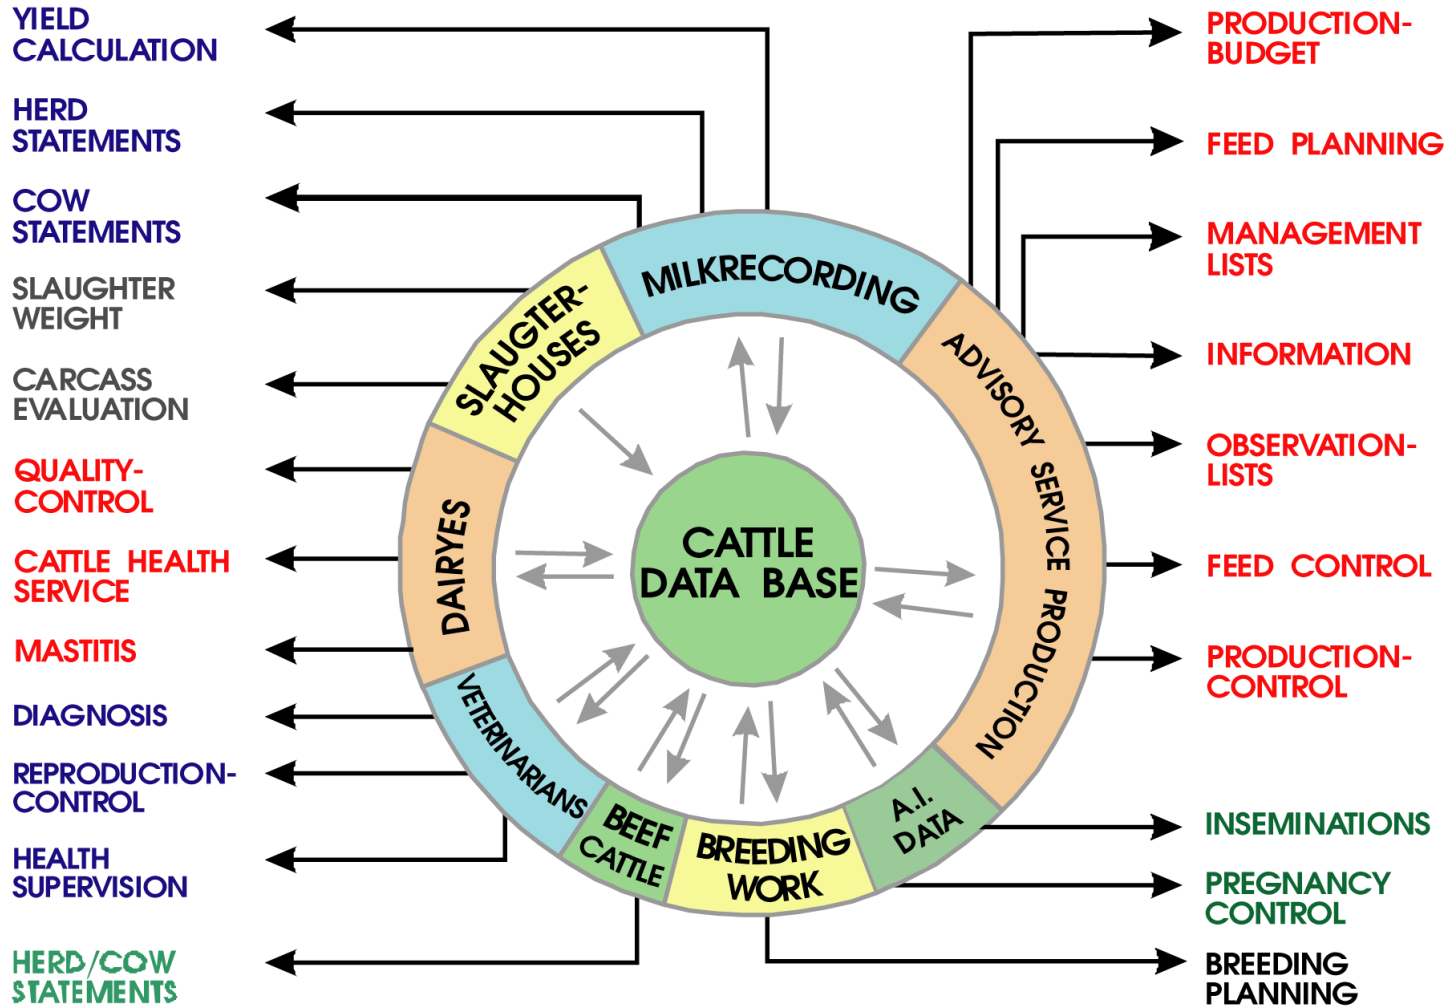 YIELD
CALCULATION
HERD
STATEMENTS
COW
STATEMENTS
SLAUGHTER
WEIGHT
CARCASS
EVALUATION
QUALITY-
CONTROL
CATTLE HEALTH
SERVICE
MASTITIS
DIAGNOSIS
REPRODUCTION-
CONTROL
HEALTH
SUPERVISION
HERD/COW
STATEMENTS
MILKRECORDING
SLAUGTER-
HOUSES
DAIRYES
VETERINARIANS
BEEF
CATTLE
BREEDING
WORK
A.I.
DATA
ADVISORY SERVICE PRODUCTION
CATTLE
DATA BASE
PRODUCTION-
BUDGET
FEED PLANNING
MANAGEMENT
LISTS
INFORMATION
OBSERVATION-
LISTS
FEED CONTROL
PRODUCTION-
CONTROL
INSEMINATIONS
PREGNANCY
CONTROL
BREEDING
PLANNING